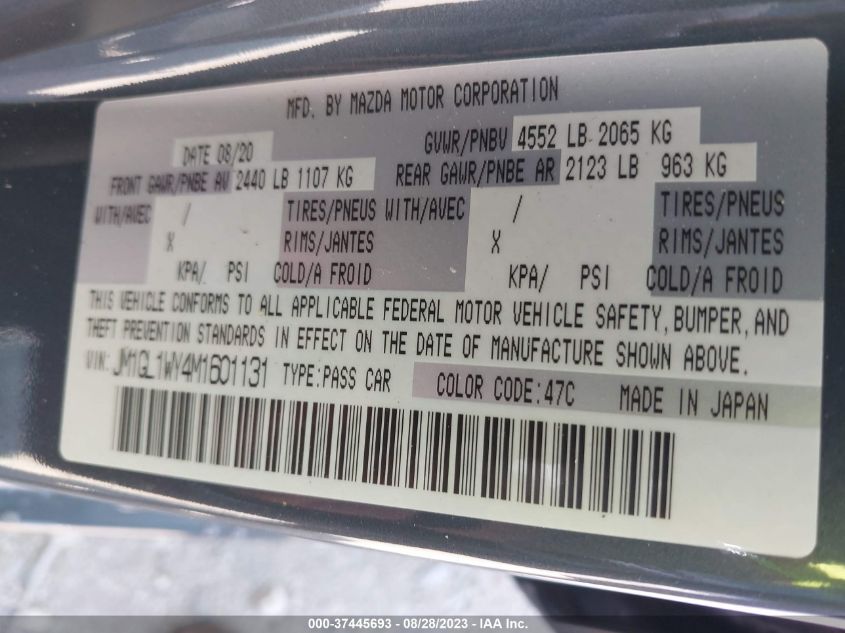 MFD. BY MAZDA MOTOR CORPORATION
DATE 08/20 GVWR/PNBV 4552 LB 2065 KG
FRONT GAWR/PNBE AV 2440 LB 1107 KG REAR GAWR/PNBE AR 2123 LB 963 KG
WITH/AVEC / TIRES/PNEUS WITH/AVEC / TIRES/PNEUS
X RIMS/JANTES X RIMS/JANTES
KPA/ PSI COLD/A FROID KPA/ PSI COLD/A FROID
THIS VEHICLE CONFORMS TO ALL APPLICABLE FEDERAL MOTOR VEHICLE SAFETY, BUMPER, AND
THEFT PREVENTION STANDARDS IN EFFECT ON THE DATE OF MANUFACTURE SHOWN ABOVE.
VIN: JM1GL1WY4M1601131 TYPE:PASS CAR COLOR CODE:47C MADE IN JAPAN
000-37445693 - 08/28/2023 - IAA Inc.